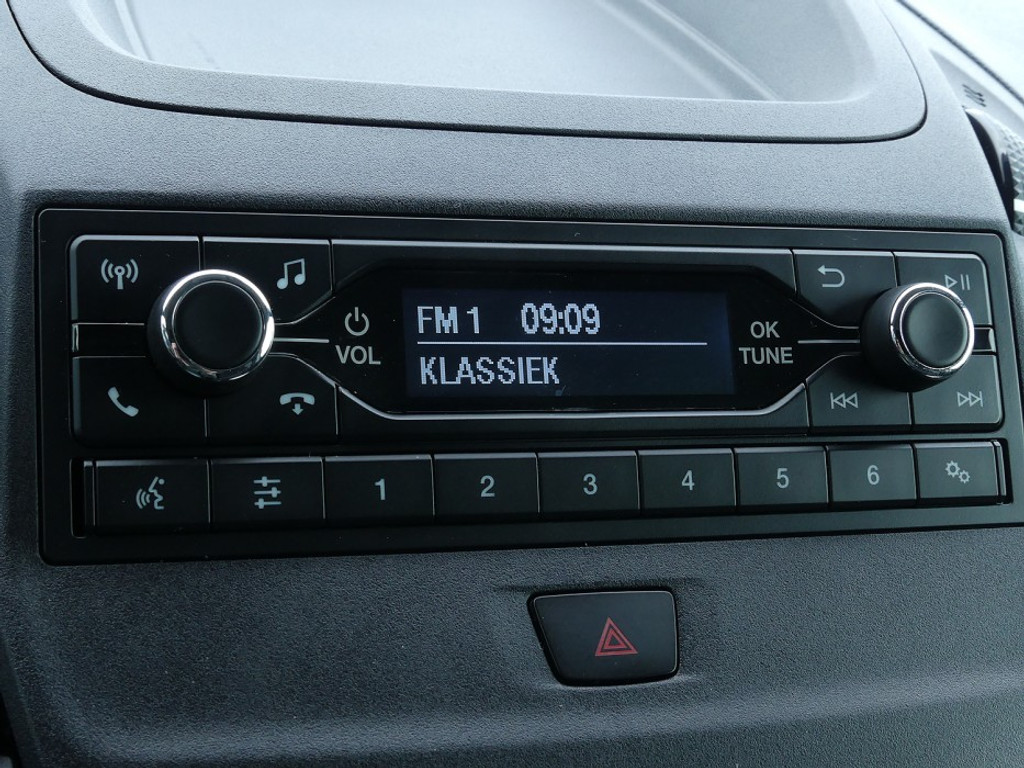 FM 1 09:09
KLASSIEK
VOL
OK
TUNE
1 2 3 4 5 6